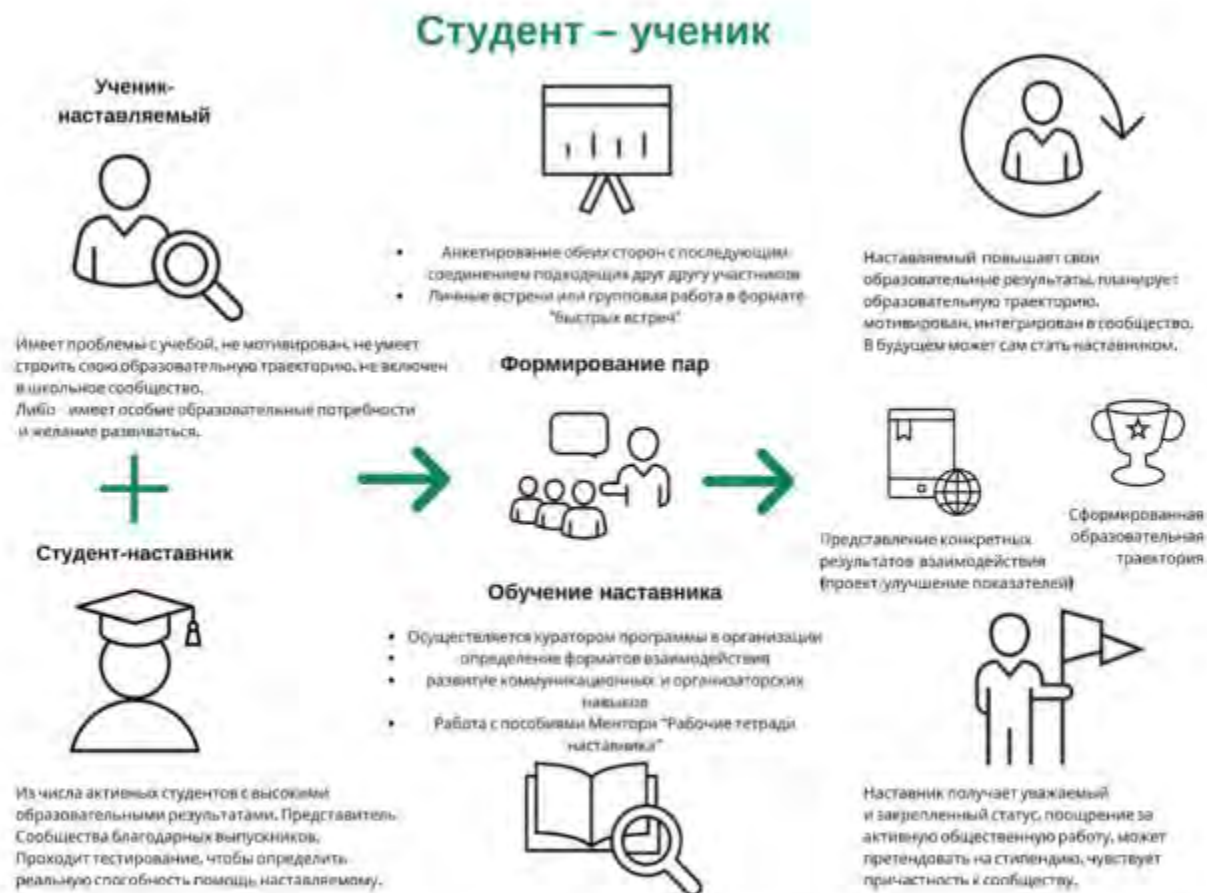 Студент – ученик
Ученик-
наставляемый
Имеет проблемы с учебой, не мотивирован, не умеет
строить свою образовательную траекторию, не включен
в школьное сообщество.
Либо - имеет особые образовательные потребности
и желание развиваться.
Студент-наставник
Из числа активных студентов с высокими
образовательными результатами. Представитель
Сообщества благодарных выпускников.
Проходит тестирование, чтобы определить
реальную способность помощь наставляемому.
• Анкетирование обеих сторон с последующим
соединением подходящих друг другу участников
• Личные встречи или групповая работа в формате
"быстрых встреч"
Формирование пар
Обучение наставника
• Осуществляется куратором программы в организации
• определение форматов взаимодействия
• развитие коммуникационных и организаторских
навыков
• Работа с пособиями Ментори "Рабочие тетради
наставника"
Наставляемый повышает свои
образовательные результаты, планирует
образовательную траекторию,
мотивирован, интегрирован в сообщество.
В будущем может сам стать наставником.
Представление конкретных
результатов взаимодействия
(проект/улучшение показателей)
Сформированная
образовательная
траектория
Наставник получает уважаемый
и закрепленный статус, поощрение за
активную общественную работу, может
претендовать на стипендию, чувствует
причастность к сообществу.